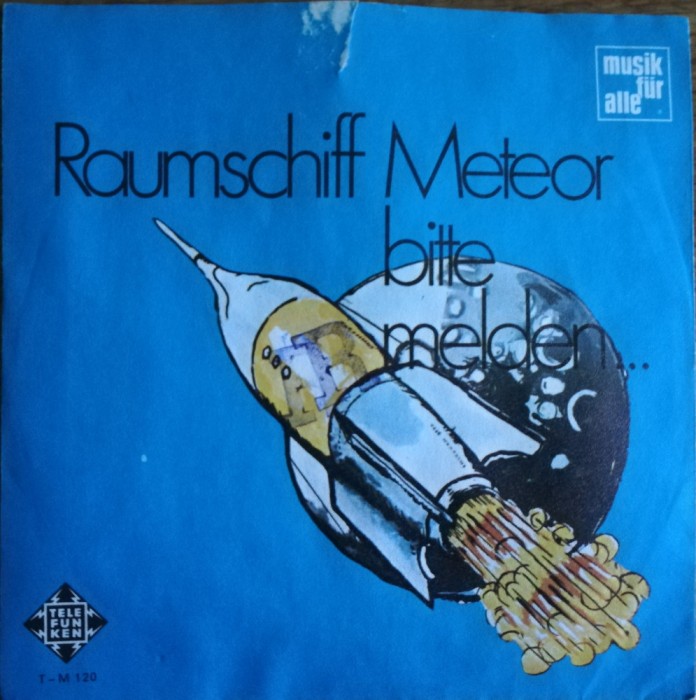 musik
für
alle
Raumschiff Meteor
bitte
melden...
TELE
FUN
KEN
T-M 120